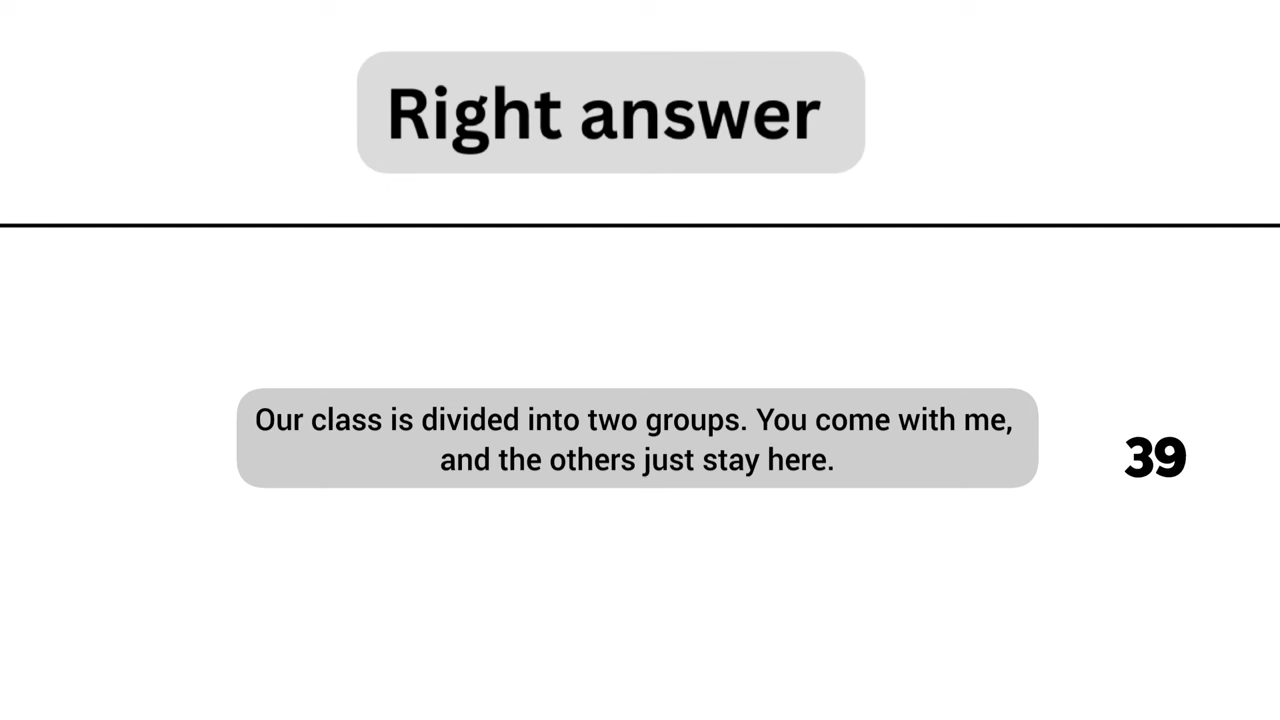 Right answer
Our class is divided into two groups. You come with me,
and the others just stay here.
39